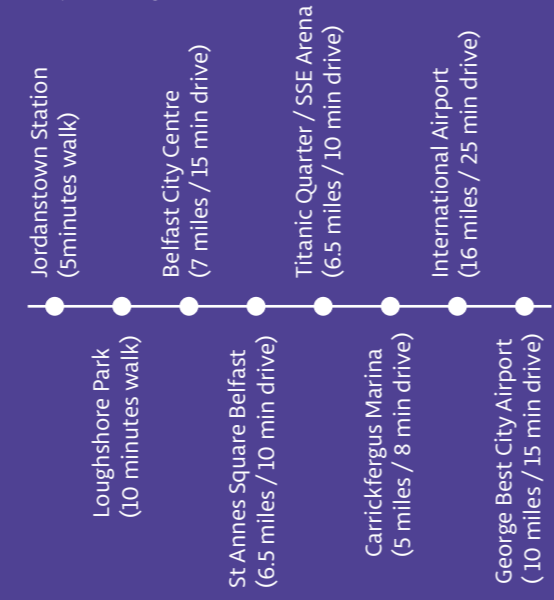 Jordanstown Station
(5minutes walk)
Loughshore Park
(10 minutes walk)
Belfast City Centre
(7 miles / 15 min drive)
St Annes Square Belfast
(6.5 miles / 10 min drive)
Titanic Quarter / SSE Arena
(6.5 miles / 10 min drive)
Carrickfergus Marina
(5 miles / 8 min drive)
International Airport
(16 miles / 25 min drive)
George Best City Airport
(10 miles / 15 min drive)